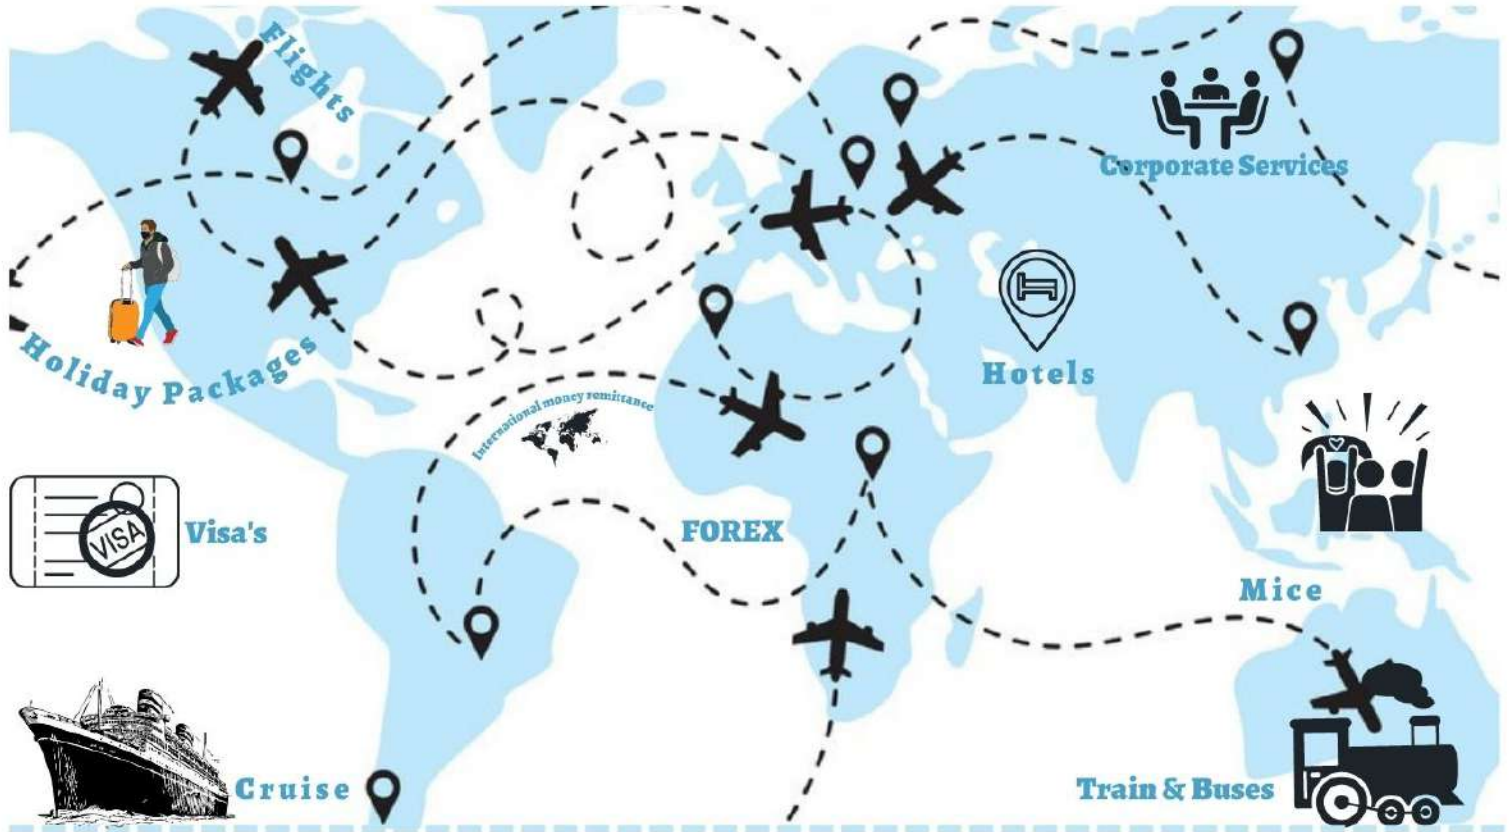 Flights
Corporate Services
Holiday Packages
Hotels
International money remittance
VISA
Visa's
FOREX
Mice
Cruise
Train & Buses